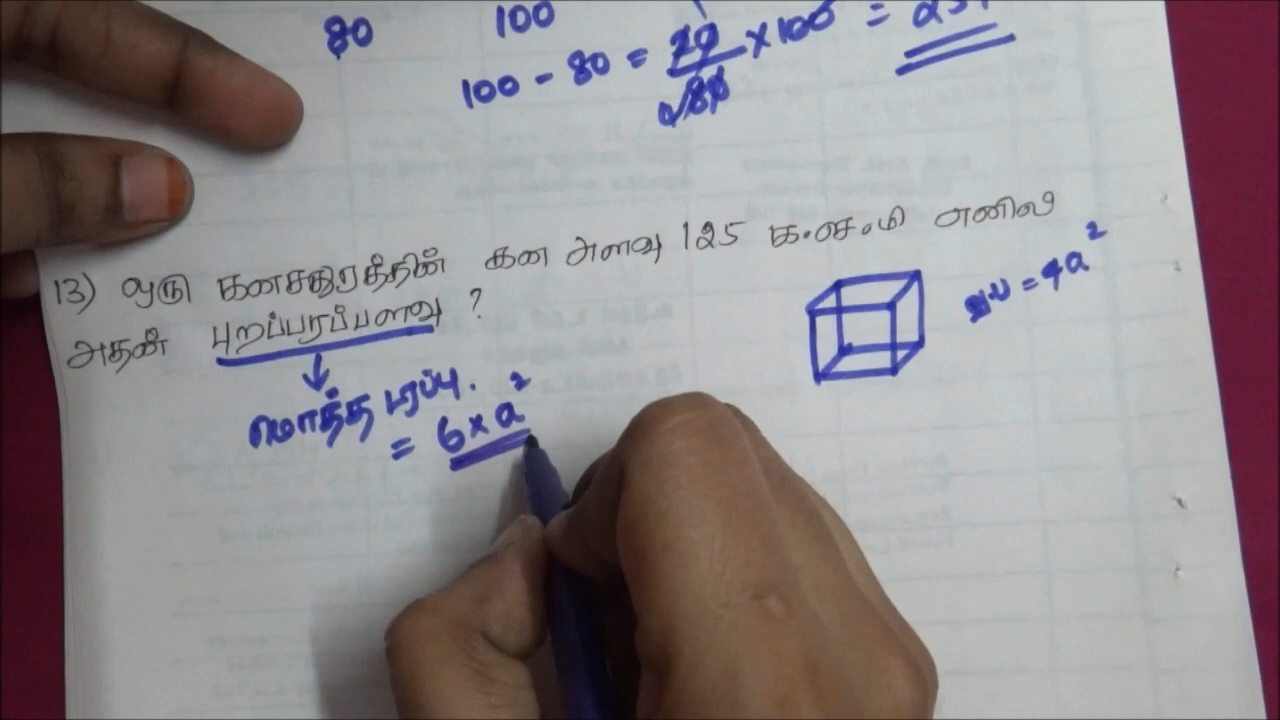 80 100
100 - 80 = 20/80 x 100 = 25%
13) ஒரு கனசதுரத்தின் கன அளவு 125 க.செ.மி எனில்
அதன் புறப்பரப்பளவு ?
ப.ப = 4a²
மொத்த பரப்பு.
= 6 x a²